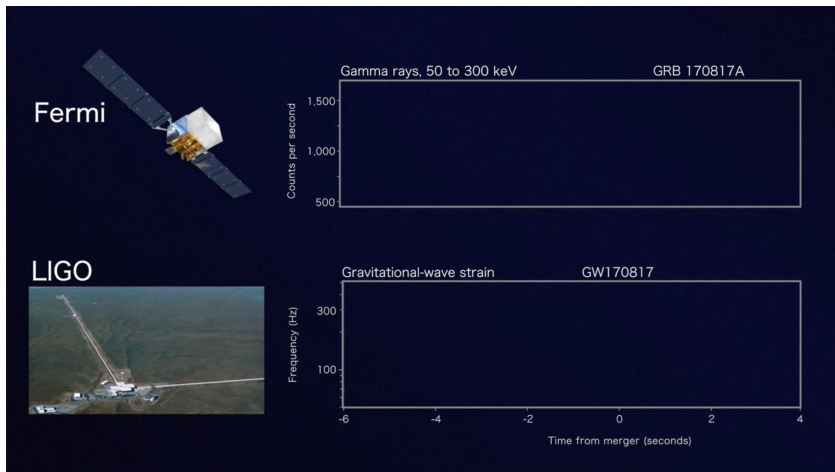 Fermi
Gamma rays, 50 to 300 keV GRB 170817A
Counts per second
1,500
1,000
500
LIGO
Gravitational-wave strain GW170817
Frequency (Hz)
300
100
-6 -4 -2 0 2 4
Time from merger (seconds)